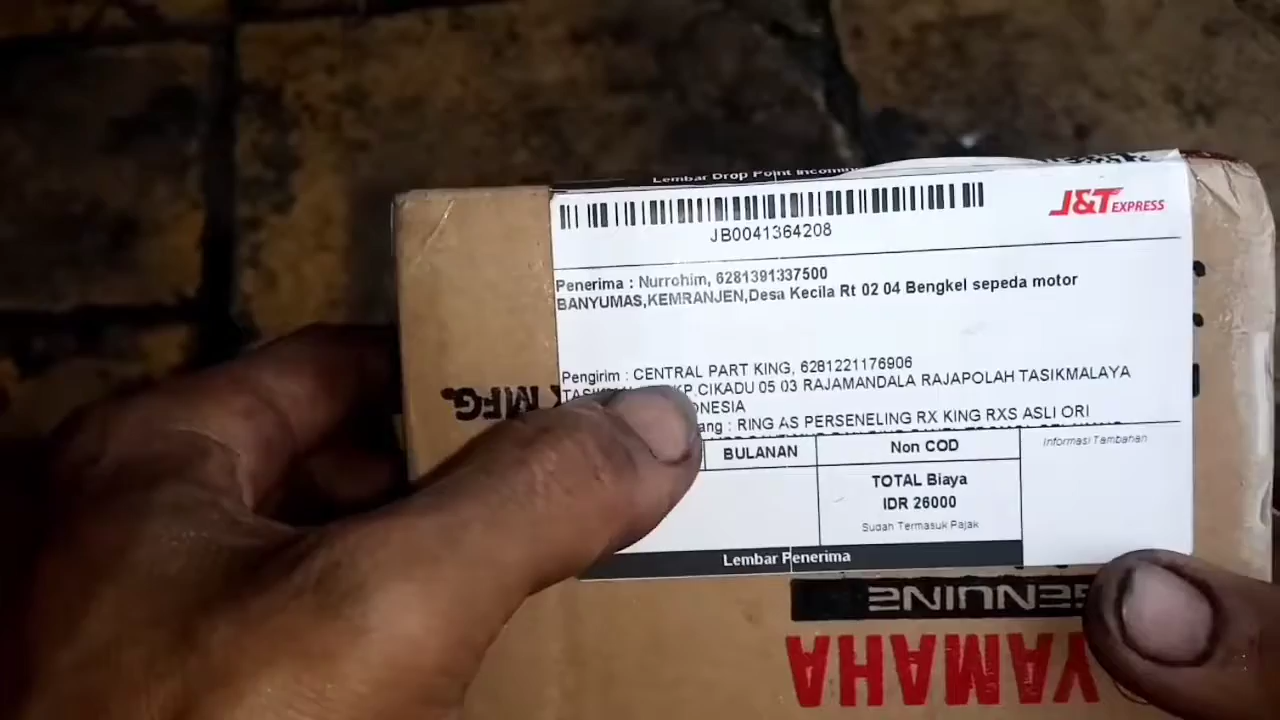 Lembar Drop Point Incoming
JB0041364208
J&T EXPRESS
Penerima : Nurrohim, 6281391337500
BANYUMAS,KEMRANJEN,Desa Kecila Rt 02 04 Bengkel sepeda motor
Pengirim : CENTRAL PART KING, 6281221176906
CIKADU 05 03 RAJAMANDALA RAJAPOLAH TASIKMALAYA
: RING AS PERSENELING RX KING RXS ASLI ORI
BULANAN
Non COD
Informasi Tambahan
TOTAL Biaya
IDR 26000
Sudah Termasuk Pajak
Lembar Penerima
MFG.
GENUINE
YAMAHA